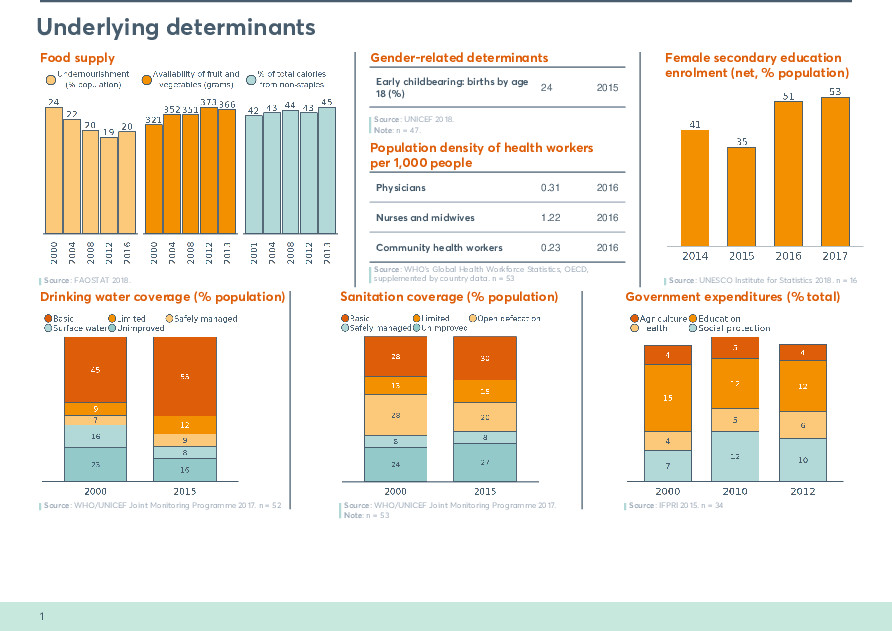 Underlying determinants
Food supply
Undernourishment (% population)
Availability of fruit and vegetables (grams)
% of total calories from non-staples
24 22 20 19 20
321 352 351 373 366
42 43 44 43 45
2000 2004 2008 2012 2016
2000 2004 2008 2012 2013
2001 2004 2008 2012 2013
Source: FAOSTAT 2018.
Gender-related determinants
Early childbearing: births by age 24 2015
18 (%)
Source: UNICEF 2018.
Note: n = 47.
Population density of health workers
per 1,000 people
Physicians 0.31 2016
Nurses and midwives 1.22 2016
Community health workers 0.23 2016
Source: WHO's Global Health Workforce Statistics, OECD,
supplemented by country data. n = 53
Female secondary education
enrolment (net, % population)
41 35 51 53
2014 2015 2016 2017
Source: UNESCO Institute for Statistics 2018. n = 16
Drinking water coverage (% population)
Basic Limited Safely managed
Surface water Unimproved
45 55
9 12
7 9
16 8
23 16
2000 2015
Source: WHO/UNICEF Joint Monitoring Programme 2017. n = 52
Sanitation coverage (% population)
Basic Limited Open defecation
Safely managed Unimproved
28 30
13 15
28 20
8 8
24 27
2000 2015
Source: WHO/UNICEF Joint Monitoring Programme 2017.
Note: n = 53
Government expenditures (% total)
Agriculture Education
Health Social protection
4 5 4
15 12 12
4 5 6
7 12 10
2000 2010 2012
Source: IFPRI 2015. n = 34
1